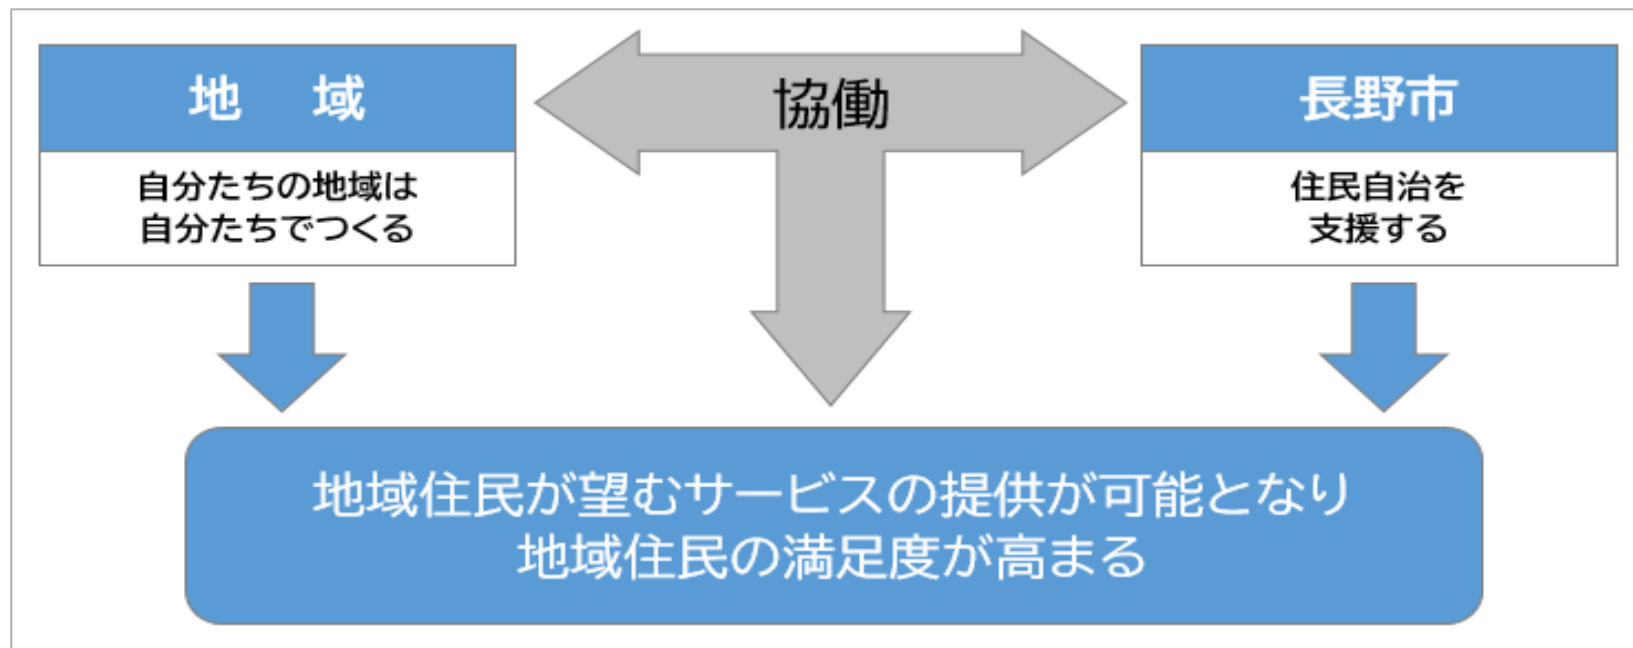 地　域
協働
長野市
自分たちの地域は
自分たちでつくる
住民自治を
支援する
地域住民が望むサービスの提供が可能となり
地域住民の満足度が高まる